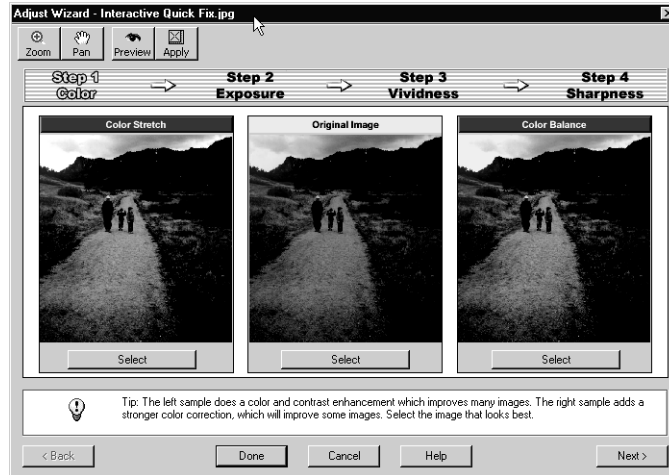 Adjust Wizard - Interactive Quick Fix.jpg
Zoom Pan Preview Apply
Step 1 Step 2 Step 3 Step 4
Color Exposure Vividness Sharpness
Color Stretch Original Image Color Balance
Select Select Select
Tip: The left sample does a color and contrast enhancement which improves many images. The right sample adds a
stronger color correction, which will improve some images. Select the image that looks best.
< Back Done Cancel Help Next >